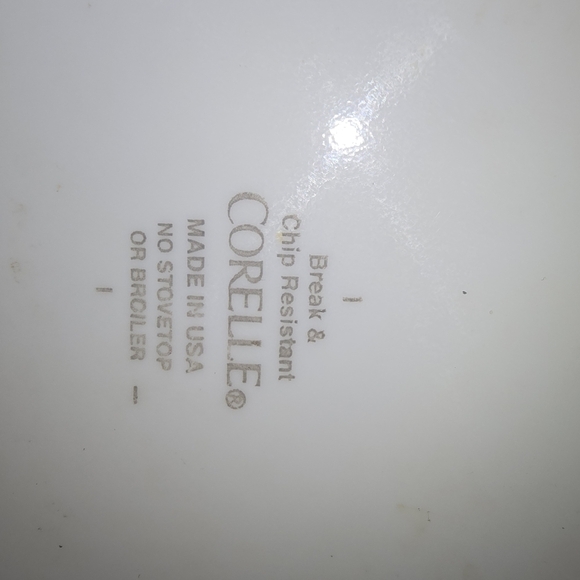 Break &
Chip Resistant
CORELLE®
MADE IN USA
NO STOVETOP
OR BROILER